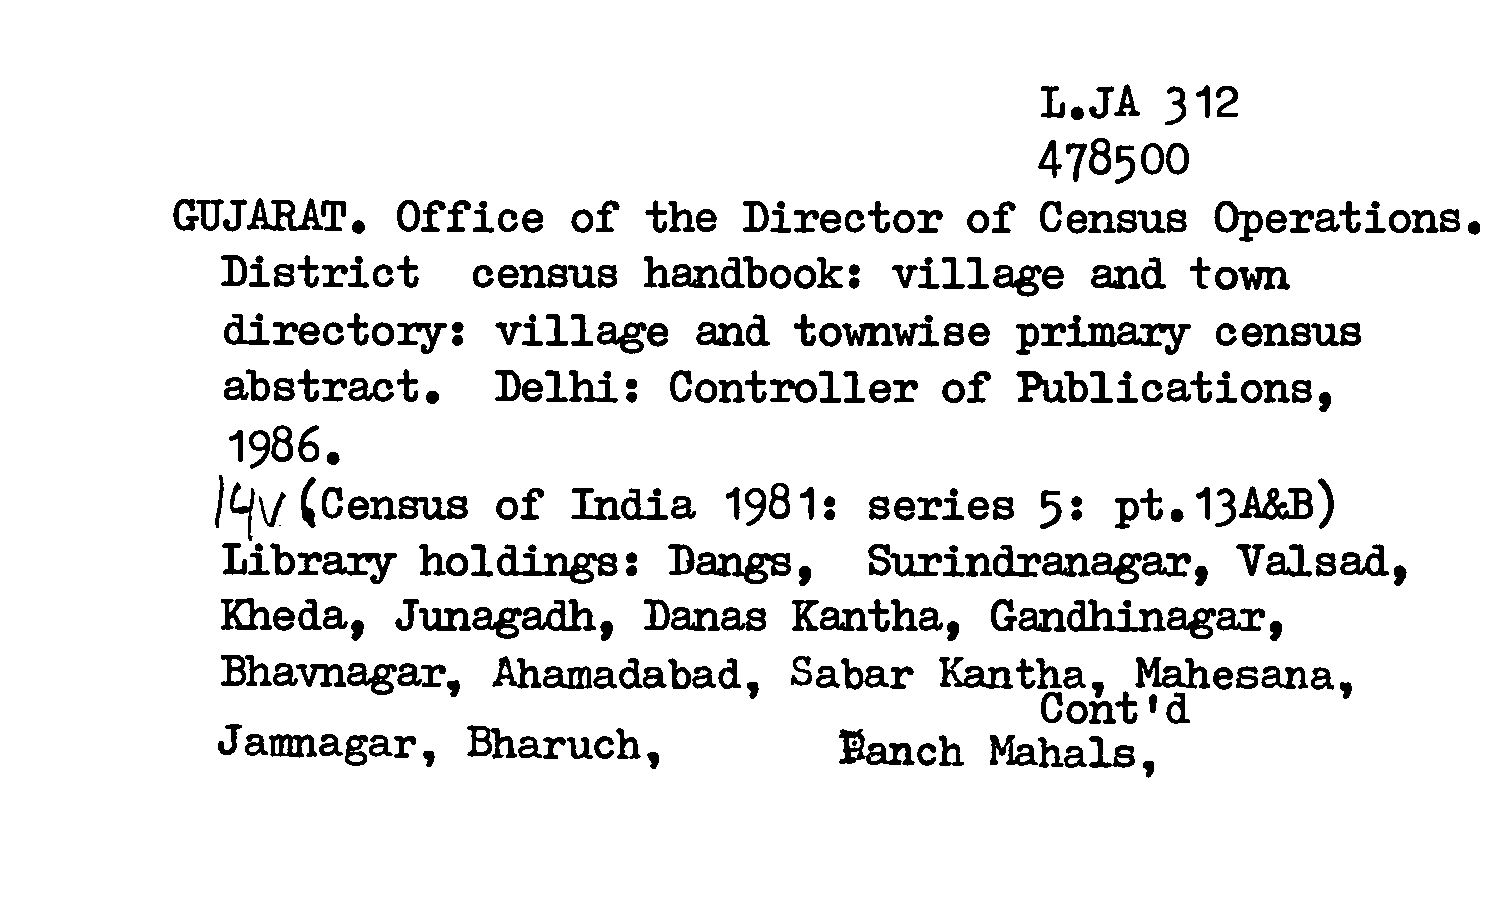 L.JA 312
478500
GUJARAT. Office of the Director of Census Operations.
District census handbook: village and town
directory: village and townwise primary census
abstract. Delhi: Controller of Publications,
1986.
14v (Census of India 1981: series 5: pt.13A&B)
Library holdings: Dangs, Surindranagar, Valsad,
Kheda, Junagadh, Danas Kantha, Gandhinagar,
Bhavnagar, Ahamadabad, Sabar Kantha, Mahesana,
Cont'd
Jamnagar, Bharuch, Panch Mahals,